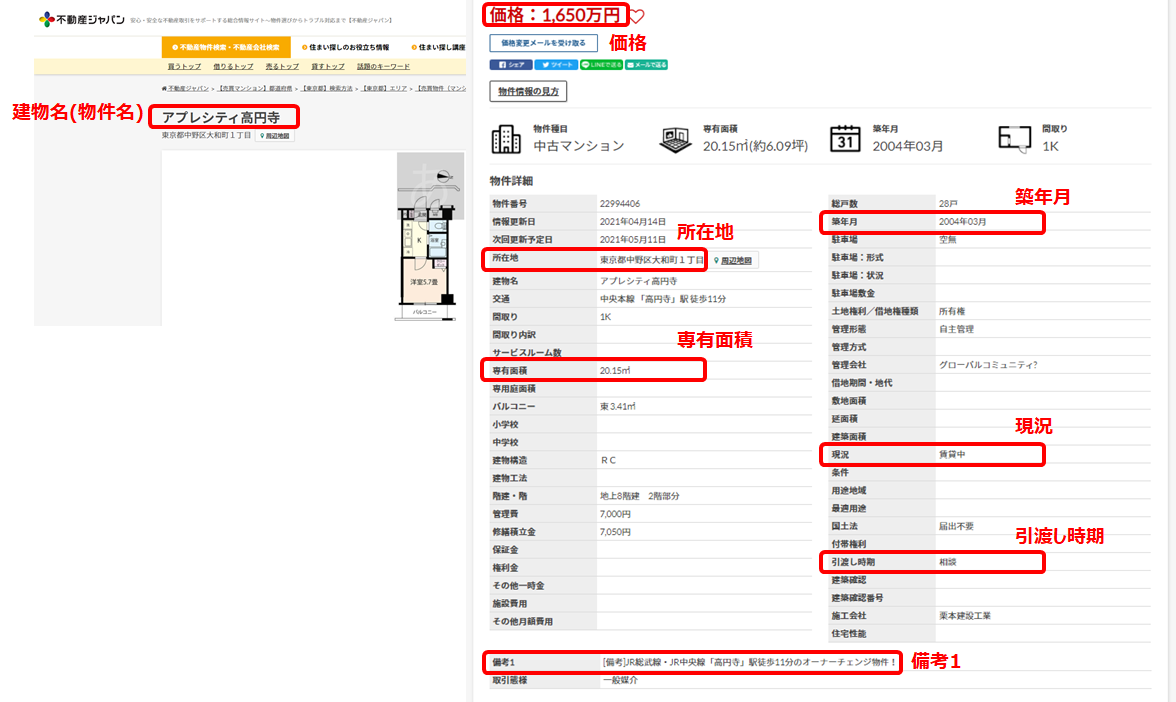 不動産ジャパン 安心・安全な不動産取引をサポートする総合情報サイト～物件選びからトラブル対応まで【不動産ジャパン】
不動産物件検索・不動産会社検索 住まい探しのお役立ち情報 住まい探し講座
買うトップ 借りるトップ 売るトップ 貸すトップ 話題のキーワード
不動産ジャパン > 【売買マンション】都道府県 > 【東京都】検索方法 > 【東京都】エリア > 【売買物件（マンシ
建物名(物件名)
アプレシティ高円寺
東京都中野区大和町１丁目 周辺地図
K
洋室5.7畳
バルコニー
価格：1,650万円
価格変更メールを受け取る 価格
シェア ツイート LINEで送る メールで送る
物件情報の見方
物件種目 専有面積 築年月 間取り
中古マンション 20.15㎡(約6.09坪) 31 2004年03月 1K
物件詳細
物件番号 22994406
情報更新日 2021年04月14日
次回更新予定日 2021年05月11日
所在地
所在地 東京都中野区大和町１丁目 周辺地図
建物名 アプレシティ高円寺
交通 中央本線「高円寺」駅 徒歩11分
間取り 1K
間取り内訳
サービスルーム数
専有面積
専有面積 20.15㎡
専用庭面積
バルコニー 東 3.41㎡
小学校
中学校
建物構造 ＲＣ
建物工法
階建・階 地上8階建　2階部分
管理費 7,000円
修繕積立金 7,050円
保証金
権利金
その他一時金
施設費用
その他月額費用
総戸数 28戸
築年月
築年月 2004年03月
駐車場 空無
駐車場：形式
駐車場：状況
駐車場敷金
土地権利／借地権種類 所有権
管理形態 自主管理
管理方式
管理会社 グローバルコミュニティ?
借地期間・地代
敷地面積
延面積
建築面積
現況
現況 賃貸中
条件
用途地域
最適用途
国土法 届出不要
付帯権利
引渡し時期
引渡し時期 相談
建築確認
建築確認番号
施工会社 栗本建設工業
住宅性能
備考1 [備考]JR総武線・JR中央線「高円寺」駅徒歩11分のオーナーチェンジ物件！ 備考1
取引態様 一般媒介